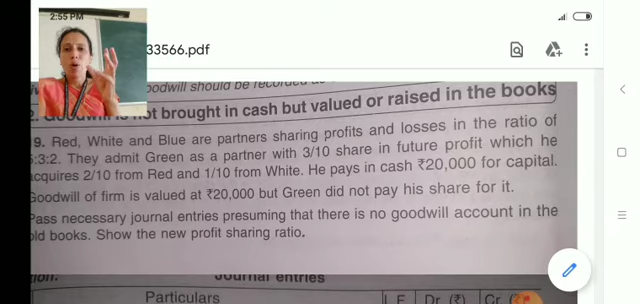 2:55 PM
33566.pdf
oodwill should be recorded as
2. Goodwill is not brought in cash but valued or raised in the books
9. Red, White and Blue are partners sharing profits and losses in the ratio of
5:3:2. They admit Green as a partner with 3/10 share in future profit which he
acquires 2/10 from Red and 1/10 from White. He pays in cash ₹20,000 for capital.
Goodwill of firm is valued at ₹20,000 but Green did not pay his share for it.
Pass necessary journal entries presuming that there is no goodwill account in the
old books. Show the new profit sharing ratio.
Journal entries
Particulars L.F. Dr (₹) Cr